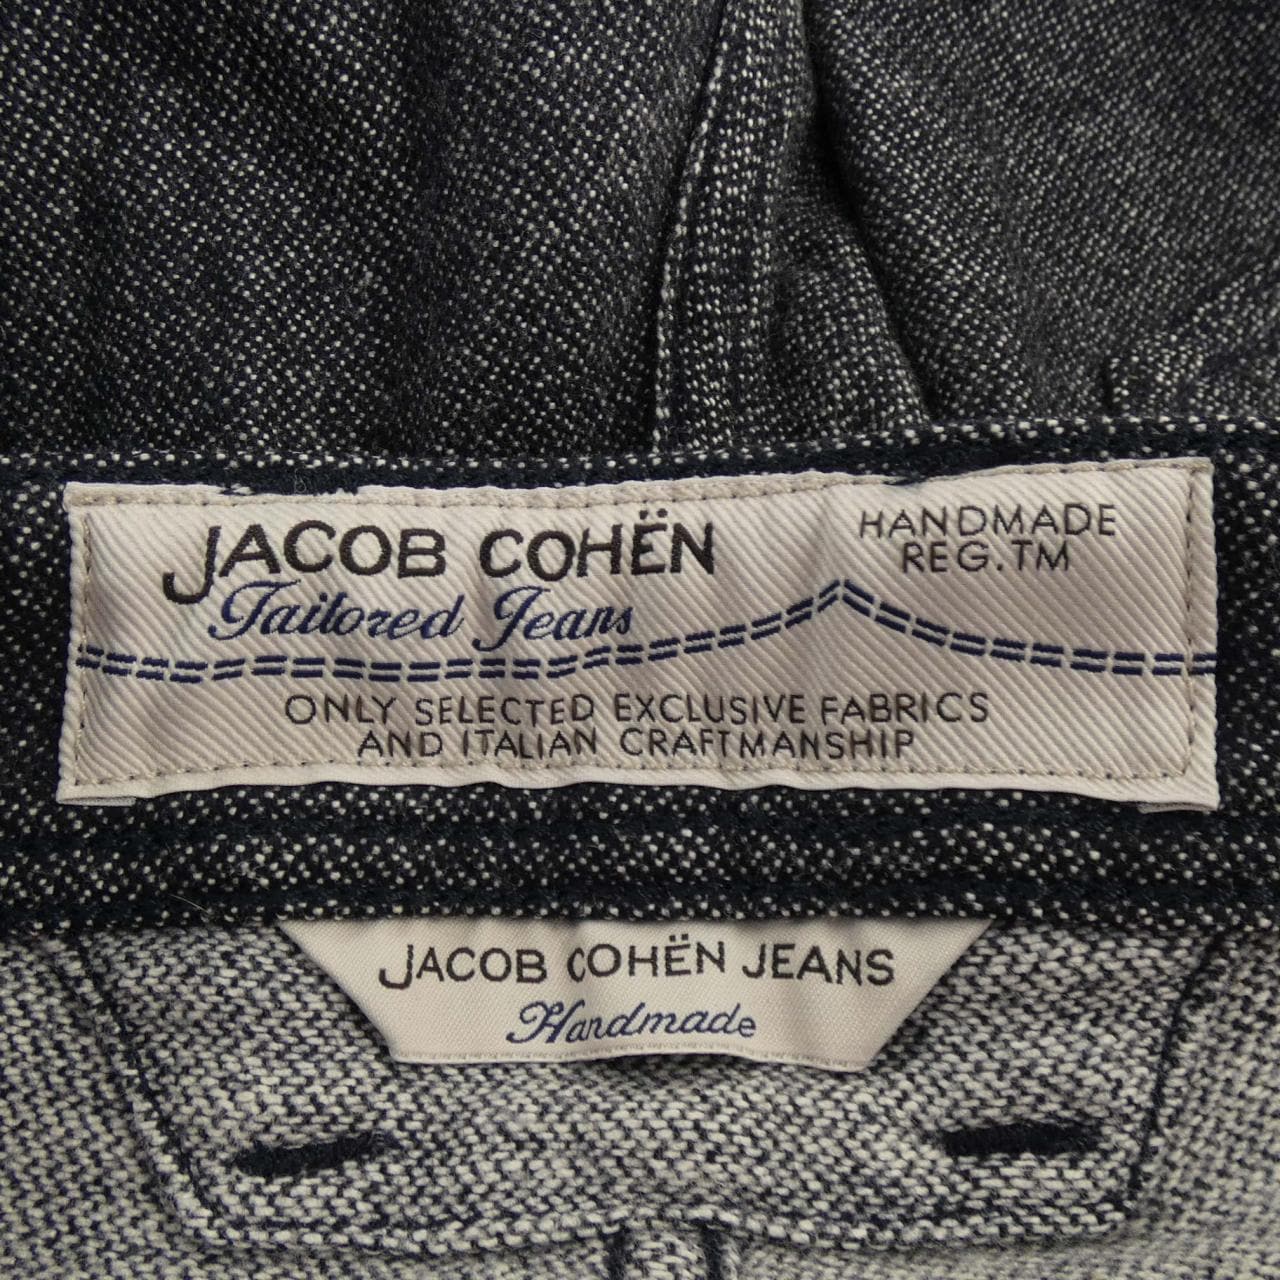 JACOB COHËN
Tailored Jeans
HANDMADE
REG.TM
ONLY SELECTED EXCLUSIVE FABRICS
AND ITALIAN CRAFTMANSHIP
JACOB COHËN JEANS
Handmade